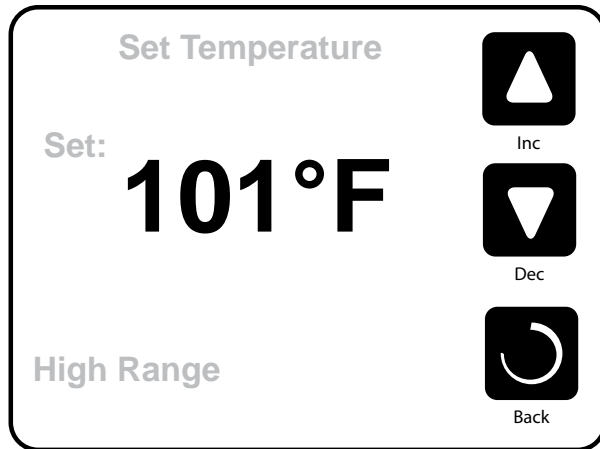 Set Temperature
Set:
101°F
High Range
Inc
Dec
Back